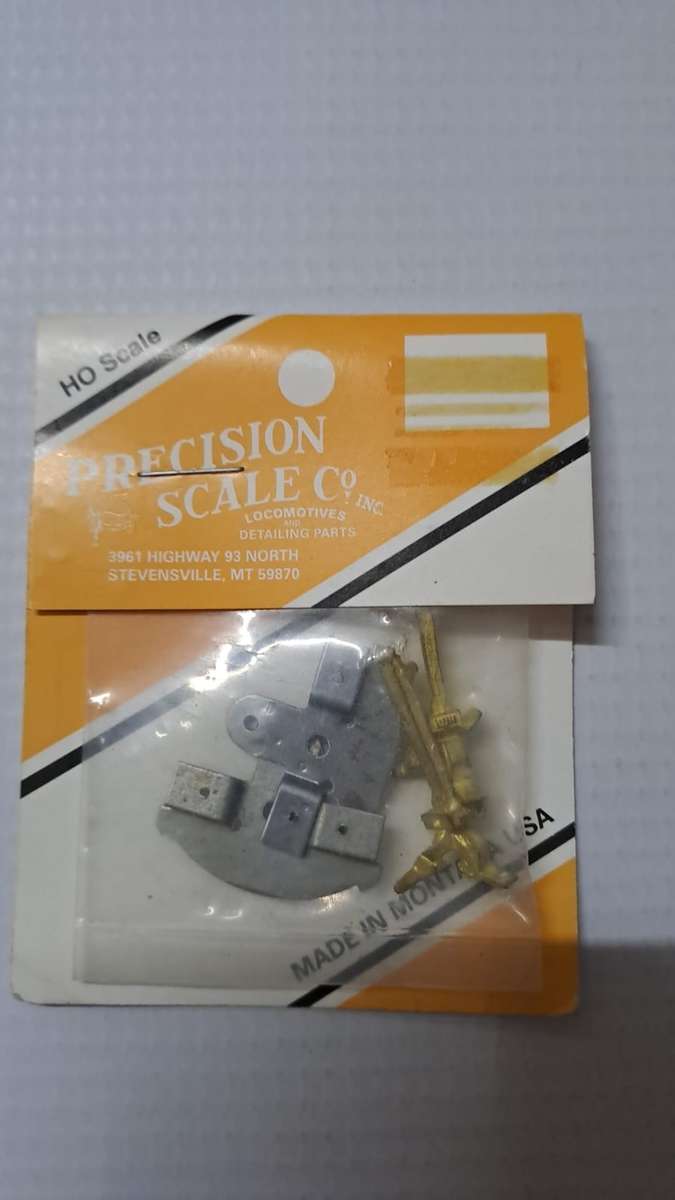 HO Scale
PRECISION
SCALE Co. INC.
LOCOMOTIVES
AND
DETAILING PARTS
3961 HIGHWAY 93 NORTH
STEVENSVILLE, MT 59870
MADE IN MONTANA USA